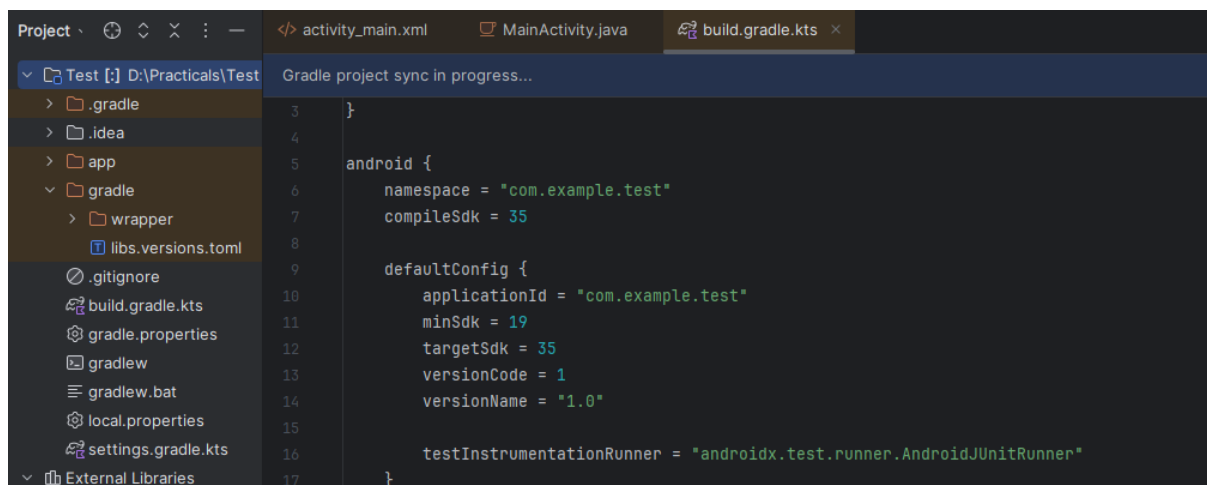 Project
Test [:] D:\Practicals\Test
.gradle
.idea
app
gradle
wrapper
libs.versions.toml
.gitignore
build.gradle.kts
gradle.properties
gradlew
gradlew.bat
local.properties
settings.gradle.kts
External Libraries
activity_main.xml MainActivity.java build.gradle.kts
Gradle project sync in progress...
3 }
4
5 android {
6 namespace = "com.example.test"
7 compileSdk = 35
8
9 defaultConfig {
10 applicationId = "com.example.test"
11 minSdk = 19
12 targetSdk = 35
13 versionCode = 1
14 versionName = "1.0"
15
16 testInstrumentationRunner = "androidx.test.runner.AndroidJUnitRunner"
17 }